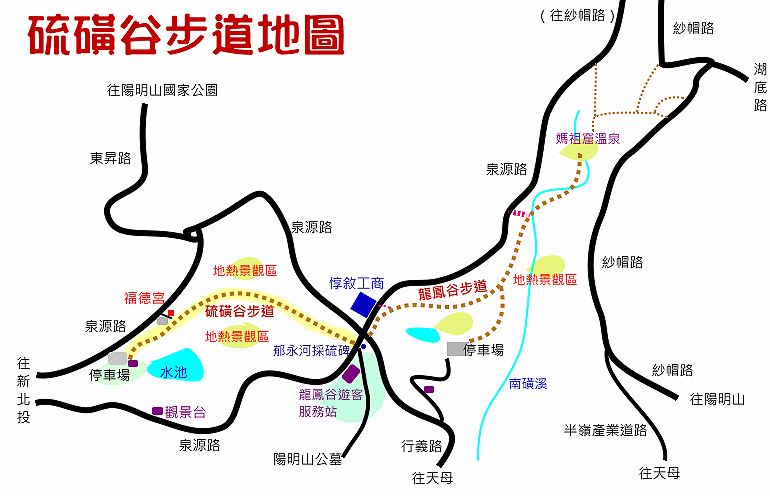 硫磺谷步道地圖
(往紗帽路)
紗帽路
湖底路
往陽明山國家公園
東昇路
媽祖窟溫泉
泉源路
泉源路
紗帽路
地熱景觀區
惇敘工商
地熱景觀區
龍鳳谷步道
福德宮
硫磺谷步道
泉源路
地熱景觀區
郁永河採硫碑
停車場
往新北投
停車場
水池
紗帽路
南磺溪
龍鳳谷遊客
服務站
往陽明山
觀景台
半嶺產業道路
泉源路
行義路
陽明山公墓
往天母
往天母